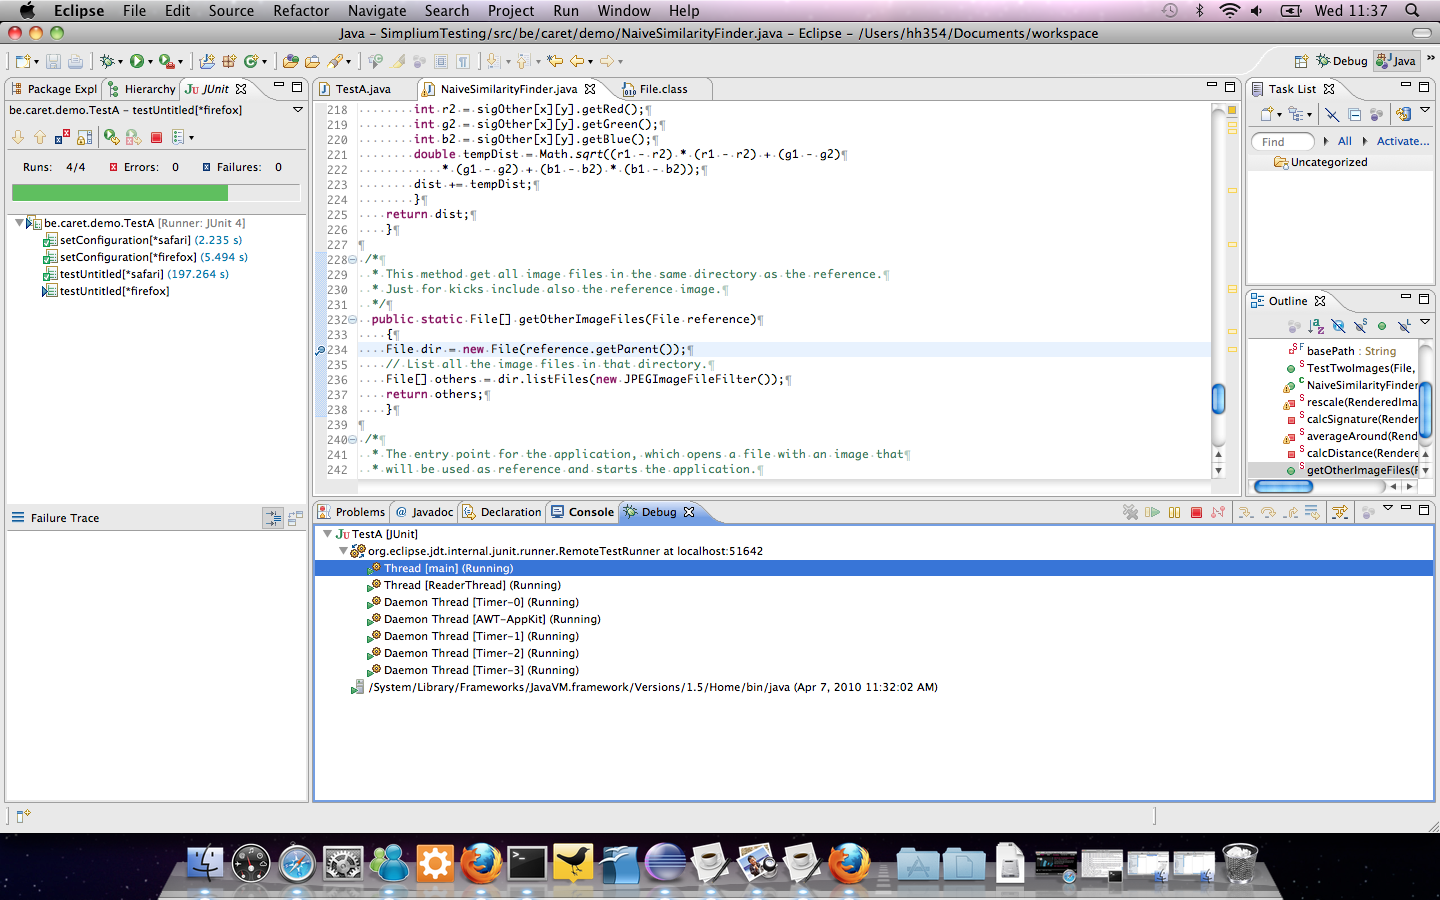 Eclipse File Edit Source Refactor Navigate Search Project Run Window Help Wed 11:37
Java – SimpliumTesting/src/be/caret/demo/NaiveSimilarityFinder.java – Eclipse – /Users/hh354/Documents/workspace
Debug Java
Package Expl Hierarchy JUnit
be.caret.demo.TestA – testUntitled[*firefox]
Runs: 4/4 Errors: 0 Failures: 0
be.caret.demo.TestA [Runner: JUnit 4]
setConfiguration[*safari] (2.235 s)
setConfiguration[*firefox] (5.494 s)
testUntitled[*safari] (197.264 s)
testUntitled[*firefox]
Failure Trace
TestA.java NaiveSimilarityFinder.java File.class
218 ········int·r2·=·sigOther[x][y].getRed();¶
219 ········int·g2·=·sigOther[x][y].getGreen();¶
220 ········int·b2·=·sigOther[x][y].getBlue();¶
221 ········double·tempDist·=·Math.sqrt((r1·-·r2)·*·(r1·-·r2)·+·(g1·-·g2)¶
222 ············*·(g1·-·g2)·+·(b1·-·b2)·*·(b1·-·b2));¶
223 ········dist·+=·tempDist;¶
224 ········}¶
225 ····return·dist;¶
226 ····}¶
227 ¶
228 /*¶
229 ··*·This·method·get·all·image·files·in·the·same·directory·as·the·reference.¶
230 ··*·Just·for·kicks·include·also·the·reference·image.¶
231 ··*/¶
232 ··public·static·File[]·getOtherImageFiles(File·reference)¶
233 ····{¶
234 ····File·dir·=·new·File(reference.getParent());¶
235 ····//·List·all·the·image·files·in·that·directory.¶
236 ····File[]·others·=·dir.listFiles(new·JPEGImageFileFilter());¶
237 ····return·others;¶
238 ····}¶
239 ¶
240 /*¶
241 ··*·The·entry·point·for·the·application,·which·opens·a·file·with·an·image·that¶
242 ··*·will·be·used·as·reference·and·starts·the·application.¶
Task List
Find All Activate...
Uncategorized
Outline
basePath : String
TestTwoImages(File,
NaiveSimilarityFinder
rescale(RenderedIma
calcSignature(Render
averageAround(Rend
calcDistance(Rendere
getOtherImageFiles(F
Problems @ Javadoc Declaration Console Debug
TestA [JUnit]
org.eclipse.jdt.internal.junit.runner.RemoteTestRunner at localhost:51642
Thread [main] (Running)
Thread [ReaderThread] (Running)
Daemon Thread [Timer-0] (Running)
Daemon Thread [AWT-AppKit] (Running)
Daemon Thread [Timer-1] (Running)
Daemon Thread [Timer-2] (Running)
Daemon Thread [Timer-3] (Running)
/System/Library/Frameworks/JavaVM.framework/Versions/1.5/Home/bin/java (Apr 7, 2010 11:32:02 AM)